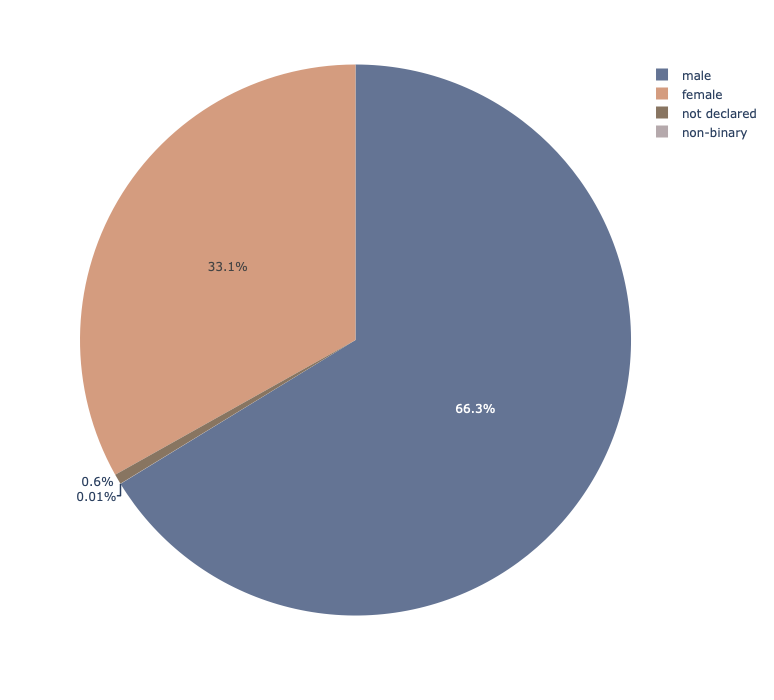 male
female
not declared
non-binary
33.1%
66.3%
0.6%
0.01%